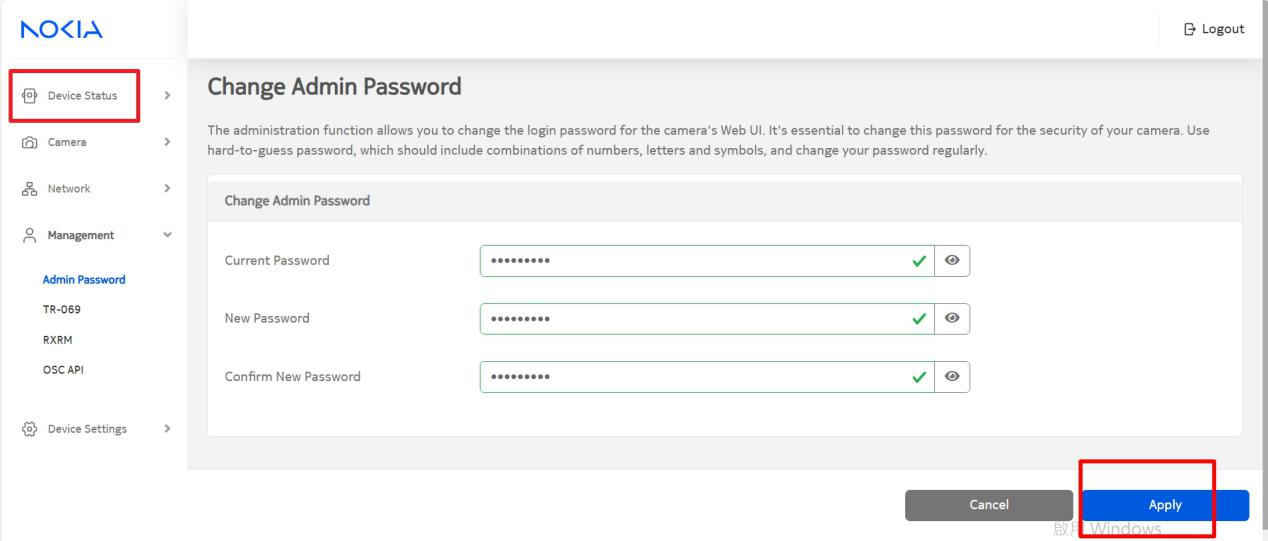 NOKIA
Logout
Device Status
Camera
Network
Management
Admin Password
TR-069
RXRM
OSC API
Device Settings
Change Admin Password
The administration function allows you to change the login password for the camera's Web UI. It's essential to change this password for the security of your camera. Use
hard-to-guess password, which should include combinations of numbers, letters and symbols, and change your password regularly.
Change Admin Password
Current Password •••••••••
New Password •••••••••
Confirm New Password •••••••••
Cancel
Apply
啟用 Windows